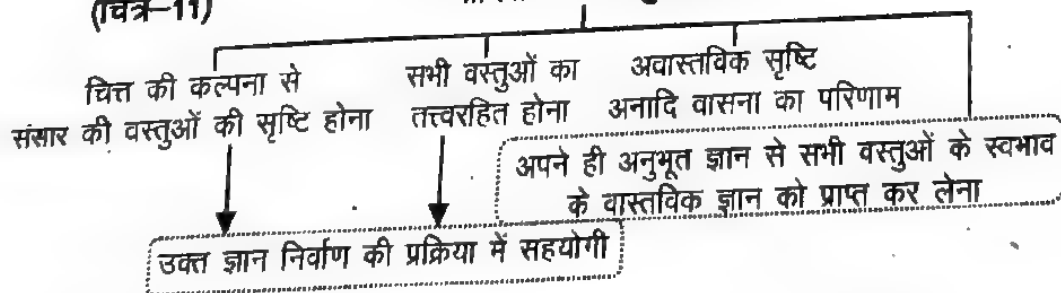 (चित्र–11)
चित्त की कल्पना से
संसार की वस्तुओं की सृष्टि होना
सभी वस्तुओं का
तत्त्वरहित होना
अवास्तविक सृष्टि
अनादि वासना का परिणाम
अपने ही अनुभूत ज्ञान से सभी वस्तुओं के स्वभाव
के वास्तविक ज्ञान को प्राप्त कर लेना
उक्त ज्ञान निर्वाण की प्रक्रिया में सहयोगी